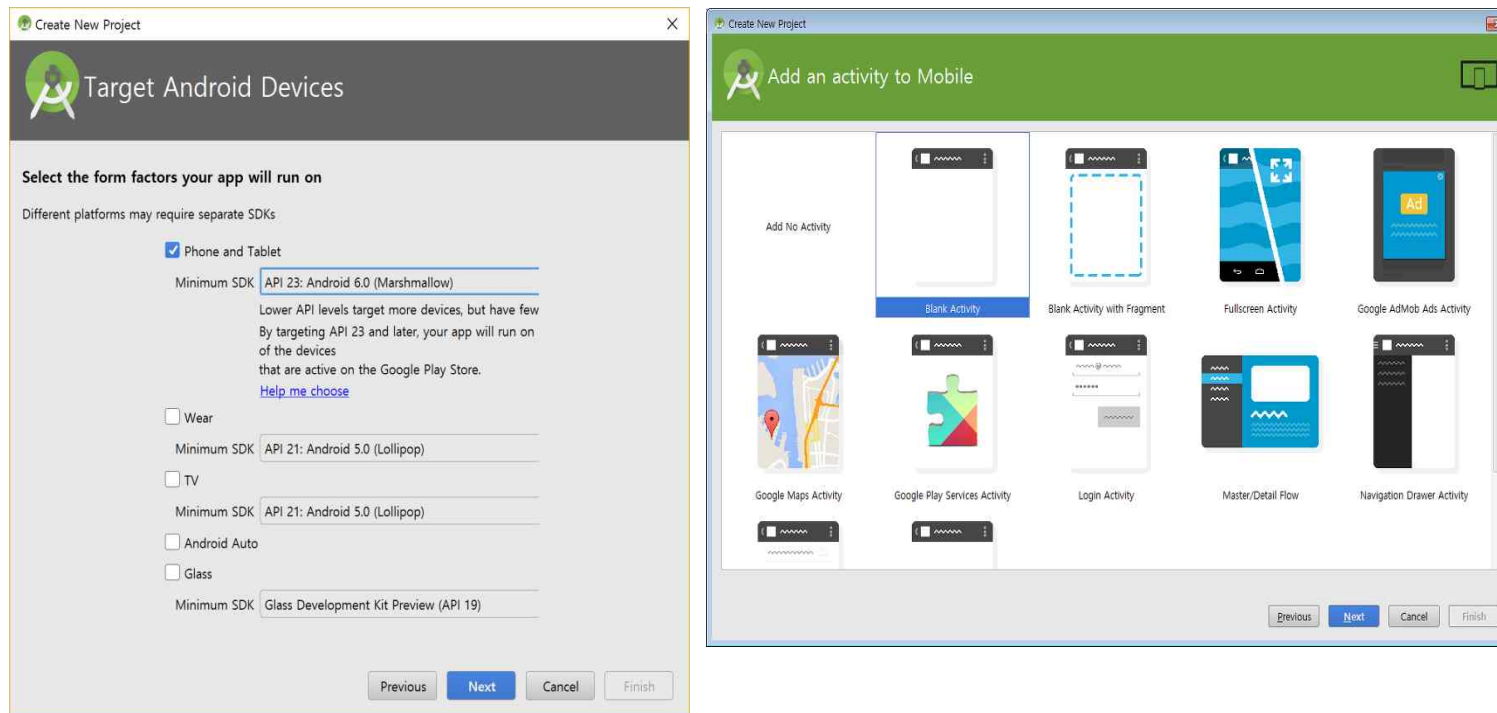 Create New Project
Target Android Devices
Select the form factors your app will run on
Different platforms may require separate SDKs
Phone and Tablet
Minimum SDK API 23: Android 6.0 (Marshmallow)
Lower API levels target more devices, but have few
By targeting API 23 and later, your app will run on
of the devices
that are active on the Google Play Store.
Help me choose
Wear
Minimum SDK API 21: Android 5.0 (Lollipop)
TV
Minimum SDK API 21: Android 5.0 (Lollipop)
Android Auto
Glass
Minimum SDK Glass Development Kit Preview (API 19)
Previous Next Cancel Finish
Create New Project
Add an activity to Mobile
Ad
Add No Activity
Blank Activity Blank Activity with Fragment Fullscreen Activity Google AdMob Ads Activity
Google Maps Activity Google Play Services Activity Login Activity Master/Detail Flow Navigation Drawer Activity
Previous Next Cancel Finish